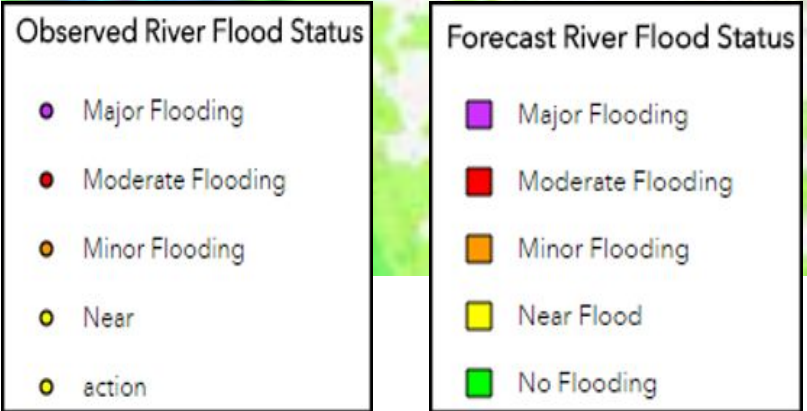 Observed River Flood Status
Major Flooding
Moderate Flooding
Minor Flooding
Near
action
Forecast River Flood Status
Major Flooding
Moderate Flooding
Minor Flooding
Near Flood
No Flooding